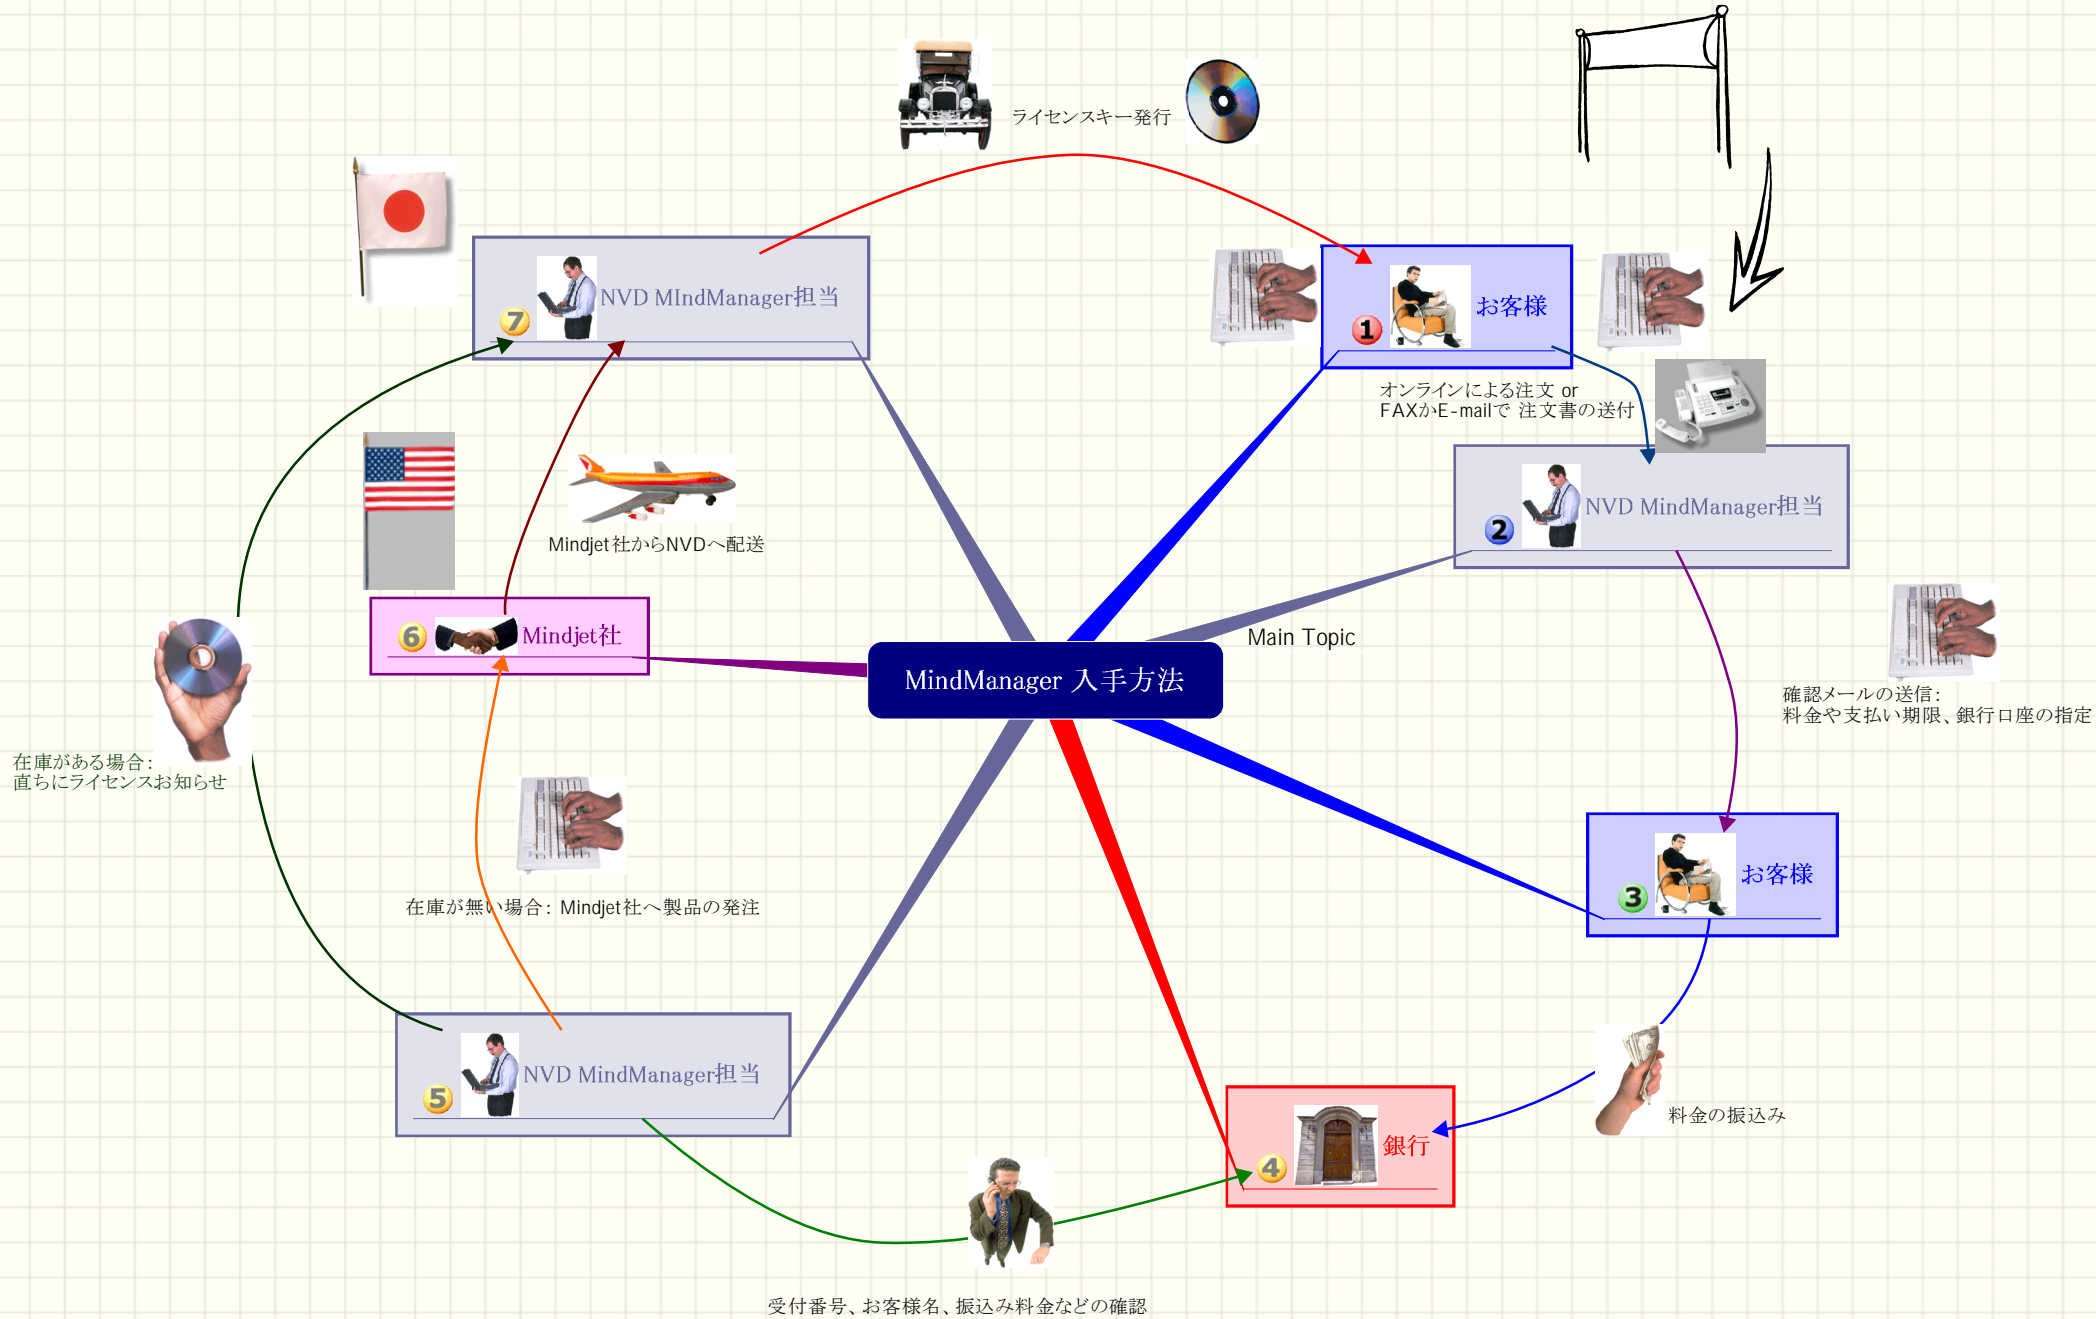 ライセンスキー発行
7
NVD MIndManager担当
1
お客様
オンラインによる注文 or
FAXかE-mailで 注文書の送付
2
NVD MindManager担当
Mindjet社からNVDへ配送
6
Mindjet社
Main Topic
MindManager 入手方法
確認メールの送信:
料金や支払い期限、銀行口座の指定
在庫がある場合:
直ちにライセンスお知らせ
3
お客様
在庫が無い場合: Mindjet社へ製品の発注
5
NVD MindManager担当
料金の振込み
4
銀行
受付番号、お客様名、振込み料金などの確認